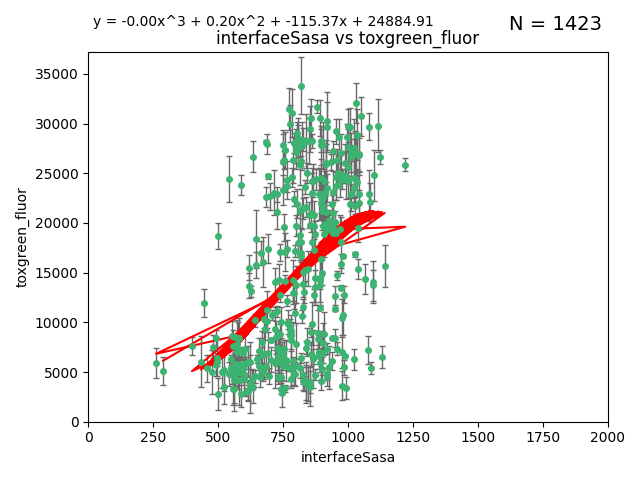 y = -0.00x^3 + 0.20x^2 + -115.37x + 24884.91
N = 1423
interfaceSasa vs toxgreen_fluor
toxgreen_fluor
35000
30000
25000
20000
15000
10000
5000
0
0 250 500 750 1000 1250 1500 1750 2000
interfaceSasa